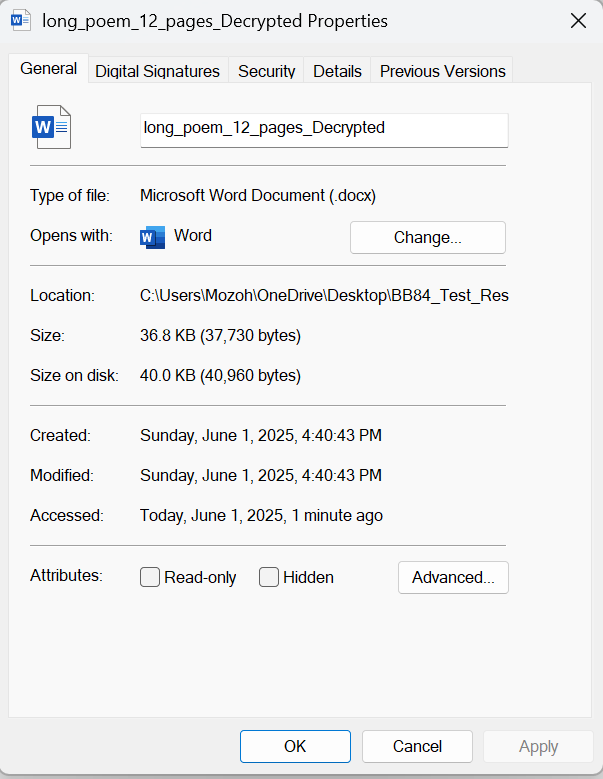 long_poem_12_pages_Decrypted Properties
General Digital Signatures Security Details Previous Versions
long_poem_12_pages_Decrypted
Type of file: Microsoft Word Document (.docx)
Opens with: Word Change...
Location: C:\Users\Mozoh\OneDrive\Desktop\BB84_Test_Res
Size: 36.8 KB (37,730 bytes)
Size on disk: 40.0 KB (40,960 bytes)
Created: Sunday, June 1, 2025, 4:40:43 PM
Modified: Sunday, June 1, 2025, 4:40:43 PM
Accessed: Today, June 1, 2025, 1 minute ago
Attributes: Read-only Hidden Advanced...
OK Cancel Apply